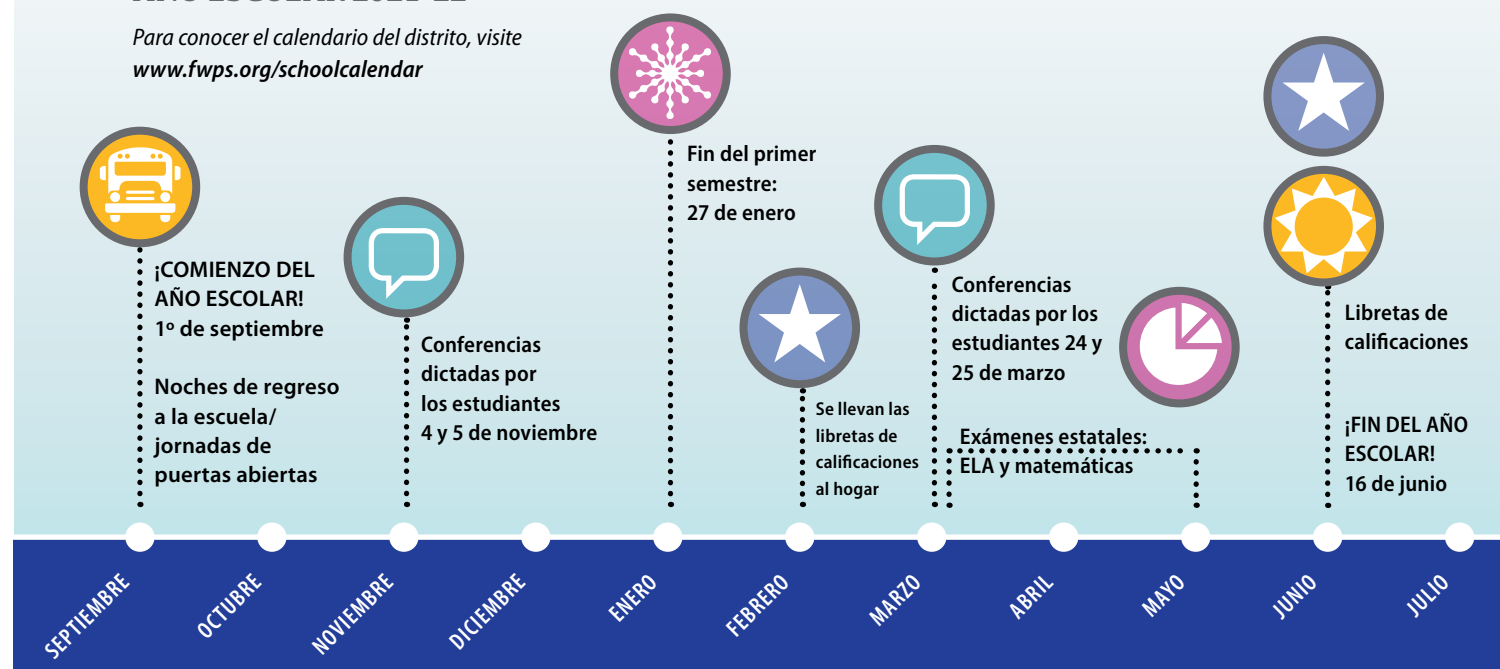 Para conocer el calendario del distrito, visite
www.fwps.org/schoolcalendar
¡COMIENZO DEL
AÑO ESCOLAR!
1º de septiembre
Noches de regreso
a la escuela/
jornadas de
puertas abiertas
Conferencias
dictadas por
los estudiantes
4 y 5 de noviembre
Fin del primer
semestre:
27 de enero
Se llevan las
libretas de
calificaciones
al hogar
Conferencias
dictadas por los
estudiantes 24 y
25 de marzo
Exámenes estatales:
ELA y matemáticas
Libretas de
calificaciones
¡FIN DEL AÑO
ESCOLAR!
16 de junio
SEPTIEMBRE
OCTUBRE
NOVIEMBRE
DICIEMBRE
ENERO
FEBRERO
MARZO
ABRIL
MAYO
JUNIO
JULIO